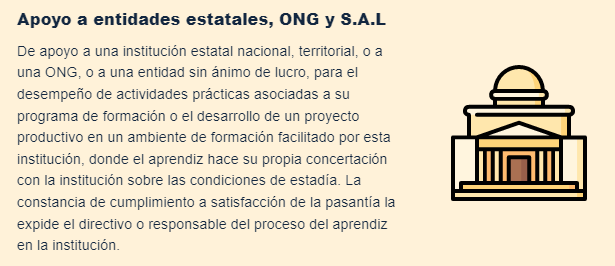 Apoyo a entidades estatales, ONG y S.A.L
De apoyo a una institución estatal nacional, territorial, o a
una ONG, o a una entidad sin ánimo de lucro, para el
desempeño de actividades prácticas asociadas a su
programa de formación o el desarrollo de un proyecto
productivo en un ambiente de formación facilitado por esta
institución, donde el aprendiz hace su propia concertación
con la institución sobre las condiciones de estadía. La
constancia de cumplimiento a satisfacción de la pasantía la
expide el directivo o responsable del proceso del aprendiz
en la institución.